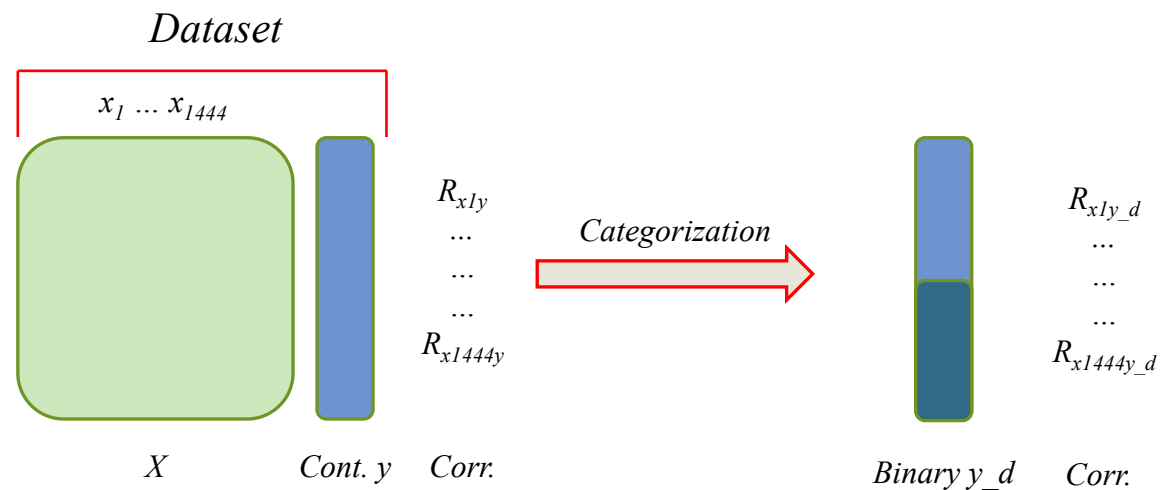 Dataset
x1 ... x1444
Rx1y
...
...
...
Rx1444y
Categorization
Rx1y_d
...
...
...
Rx1444y_d
X
Cont. y
Corr.
Binary y_d
Corr.